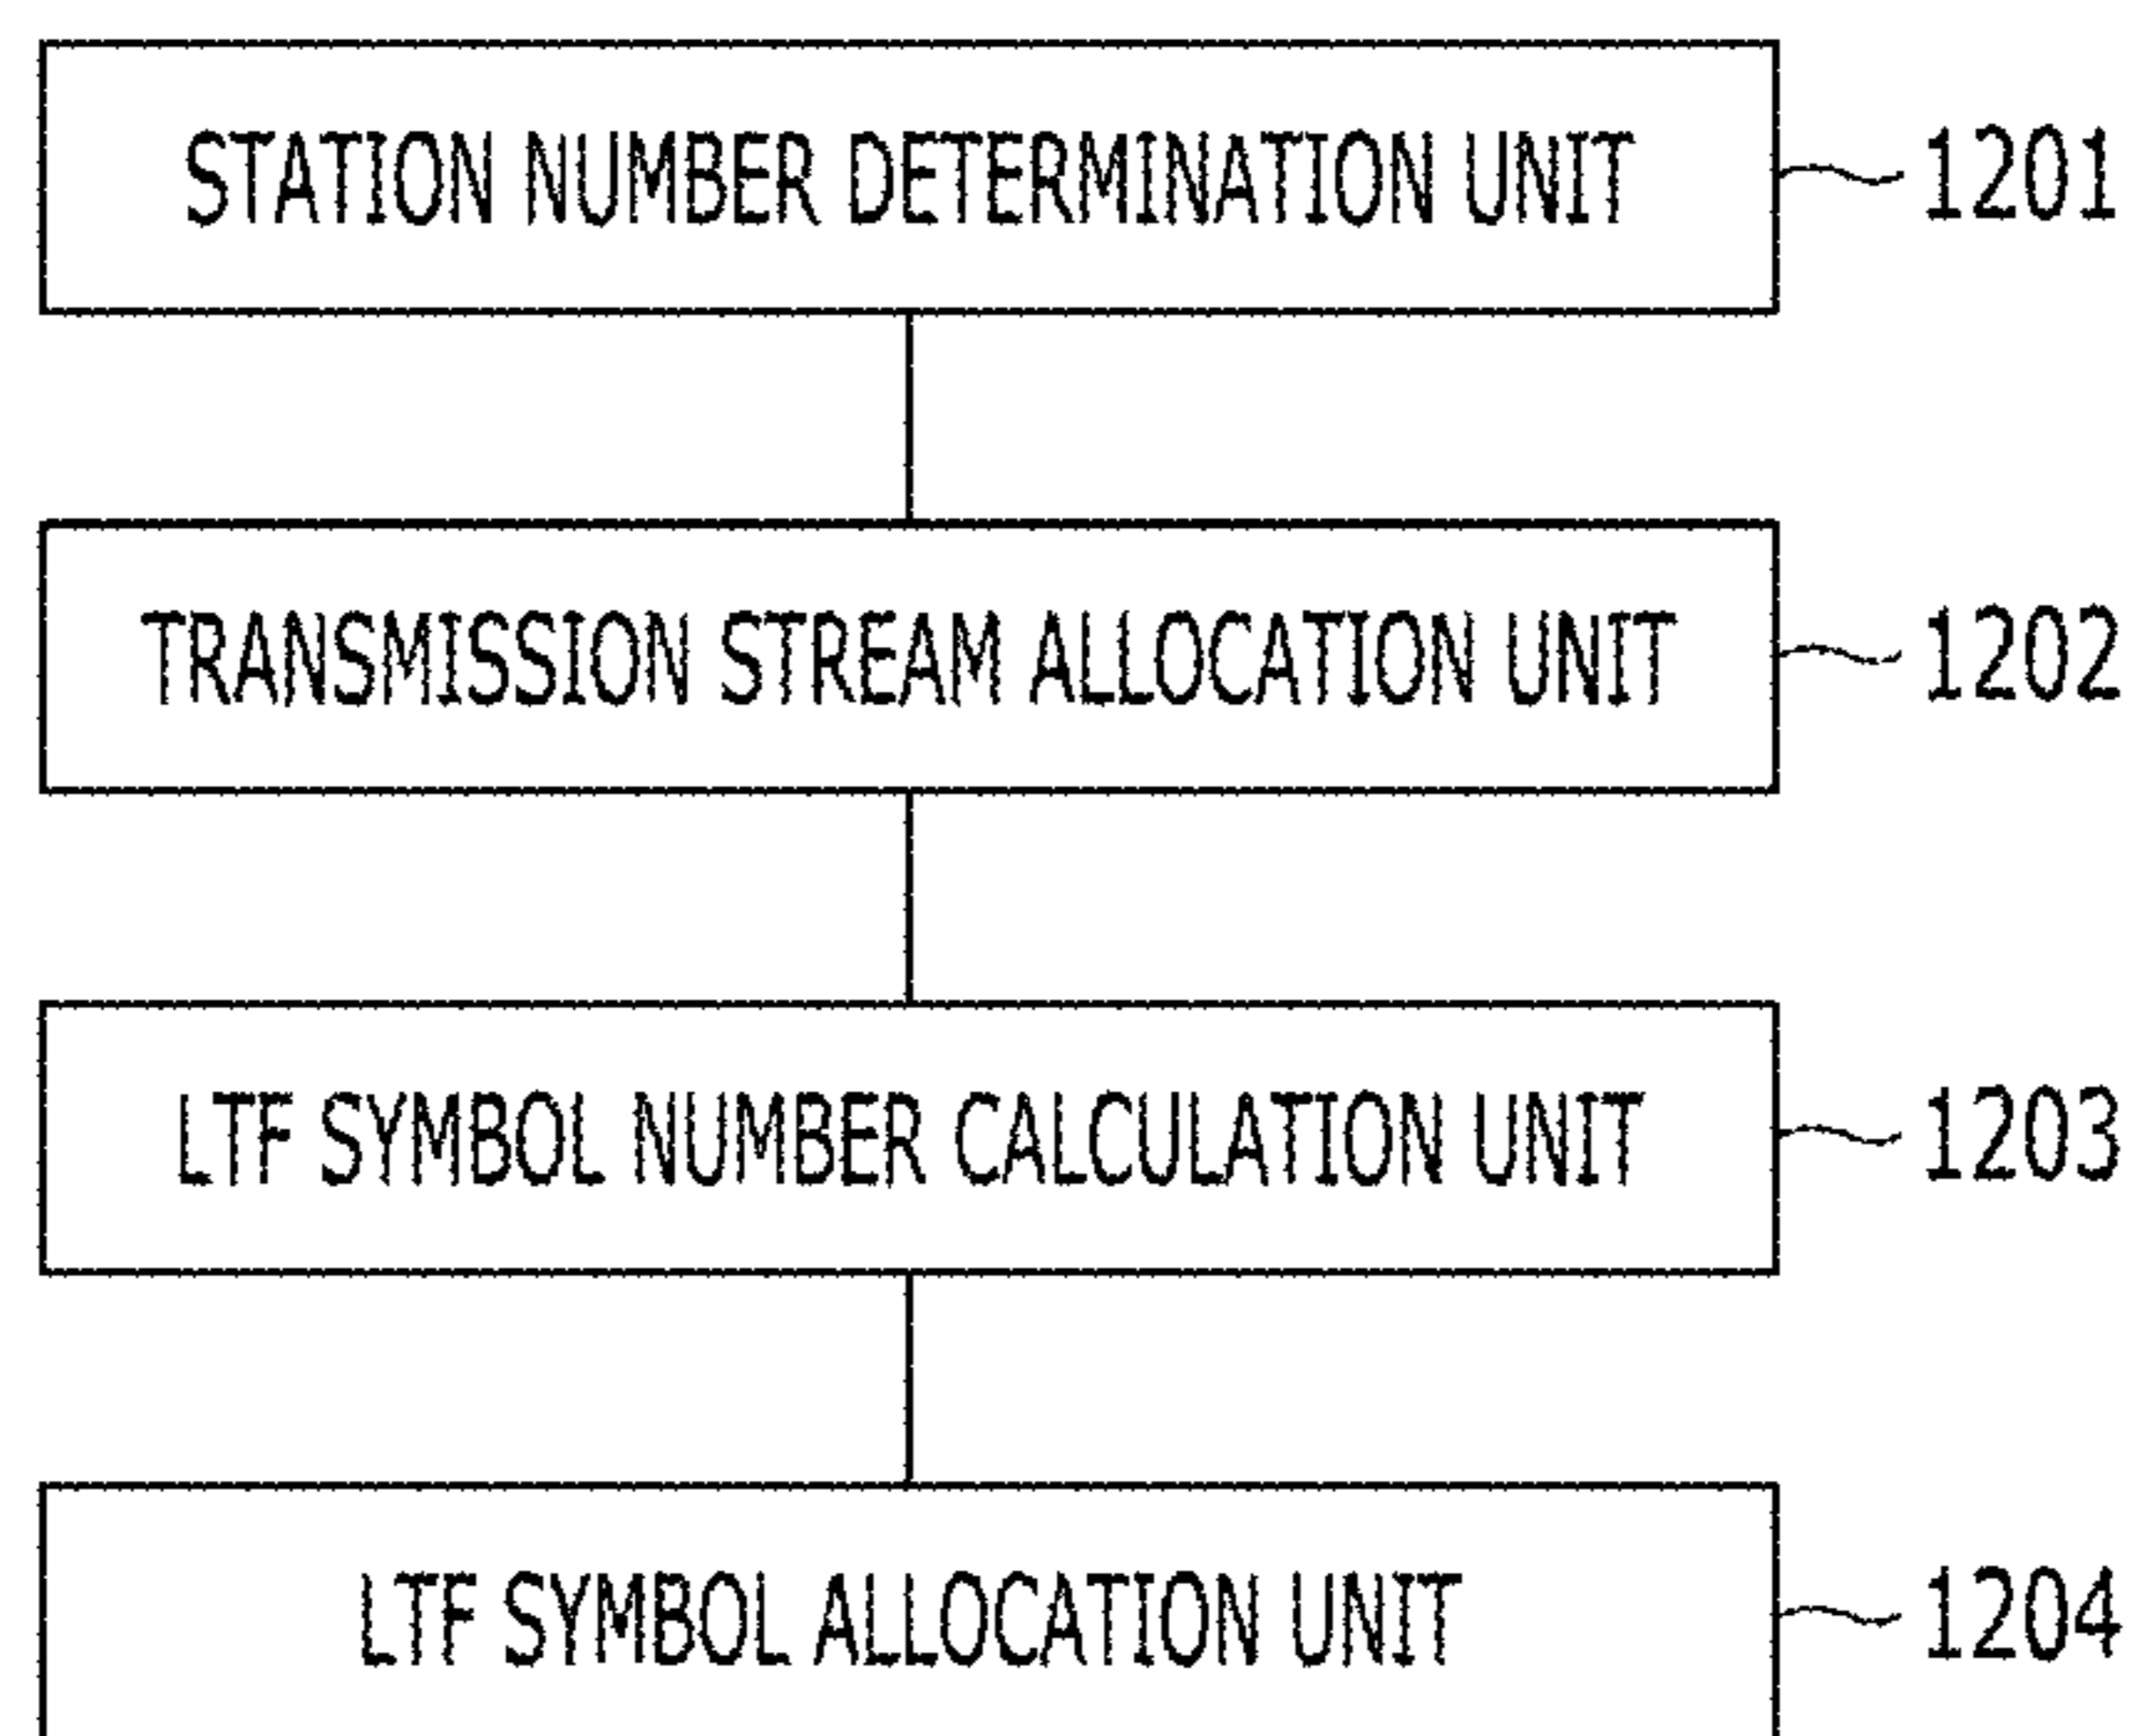 STATION NUMBER DETERMINATION UNIT 1201
TRANSMISSION STREAM ALLOCATION UNIT 1202
LTF SYMBOL NUMBER CALCULATION UNIT 1203
LTF SYMBOL ALLOCATION UNIT 1204